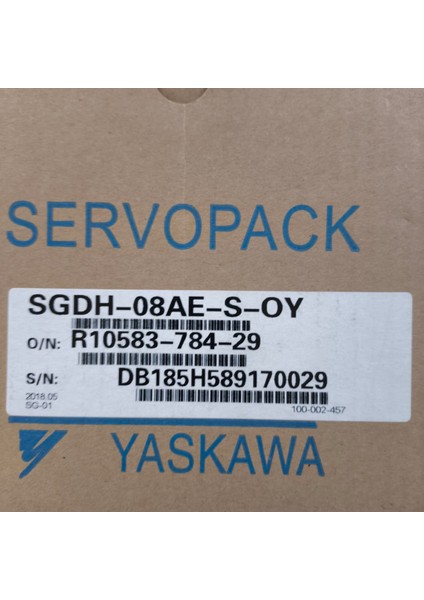 SERVOPACK
SGDH-08AE-S-OY
O/N: R10583-784-29
S/N: DB185H589170029
2018.05
SG-01
100-002-457
YASKAWA